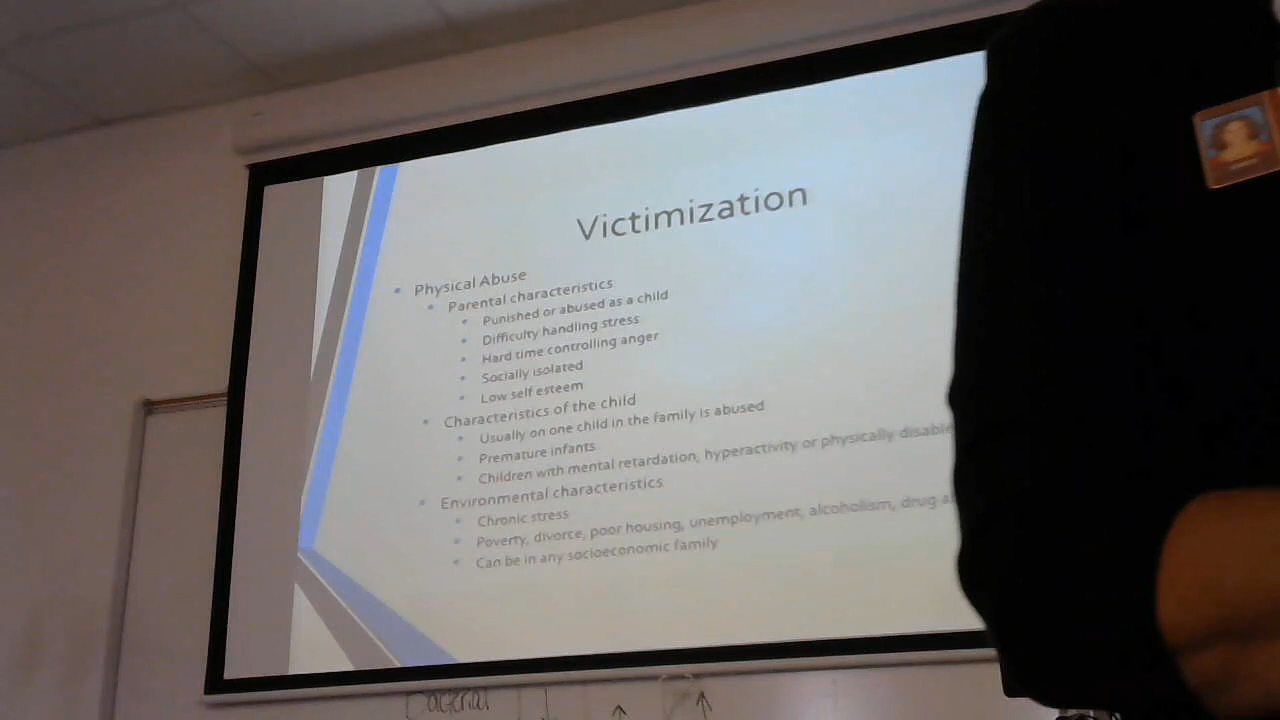 Victimization
Physical Abuse
Parental characteristics
Punished or abused as a child
Difficulty handling stress
Hard time controlling anger
Socially isolated
Low self esteem
Characteristics of the child
Usually on one child in the family is abused
Premature infants
Children with mental retardation, hyperactivity or physically
Environmental characteristics
Chronic stress
Poverty, divorce, poor housing, unemployment, alcoholism, drug
Can be in any socioeconomic family